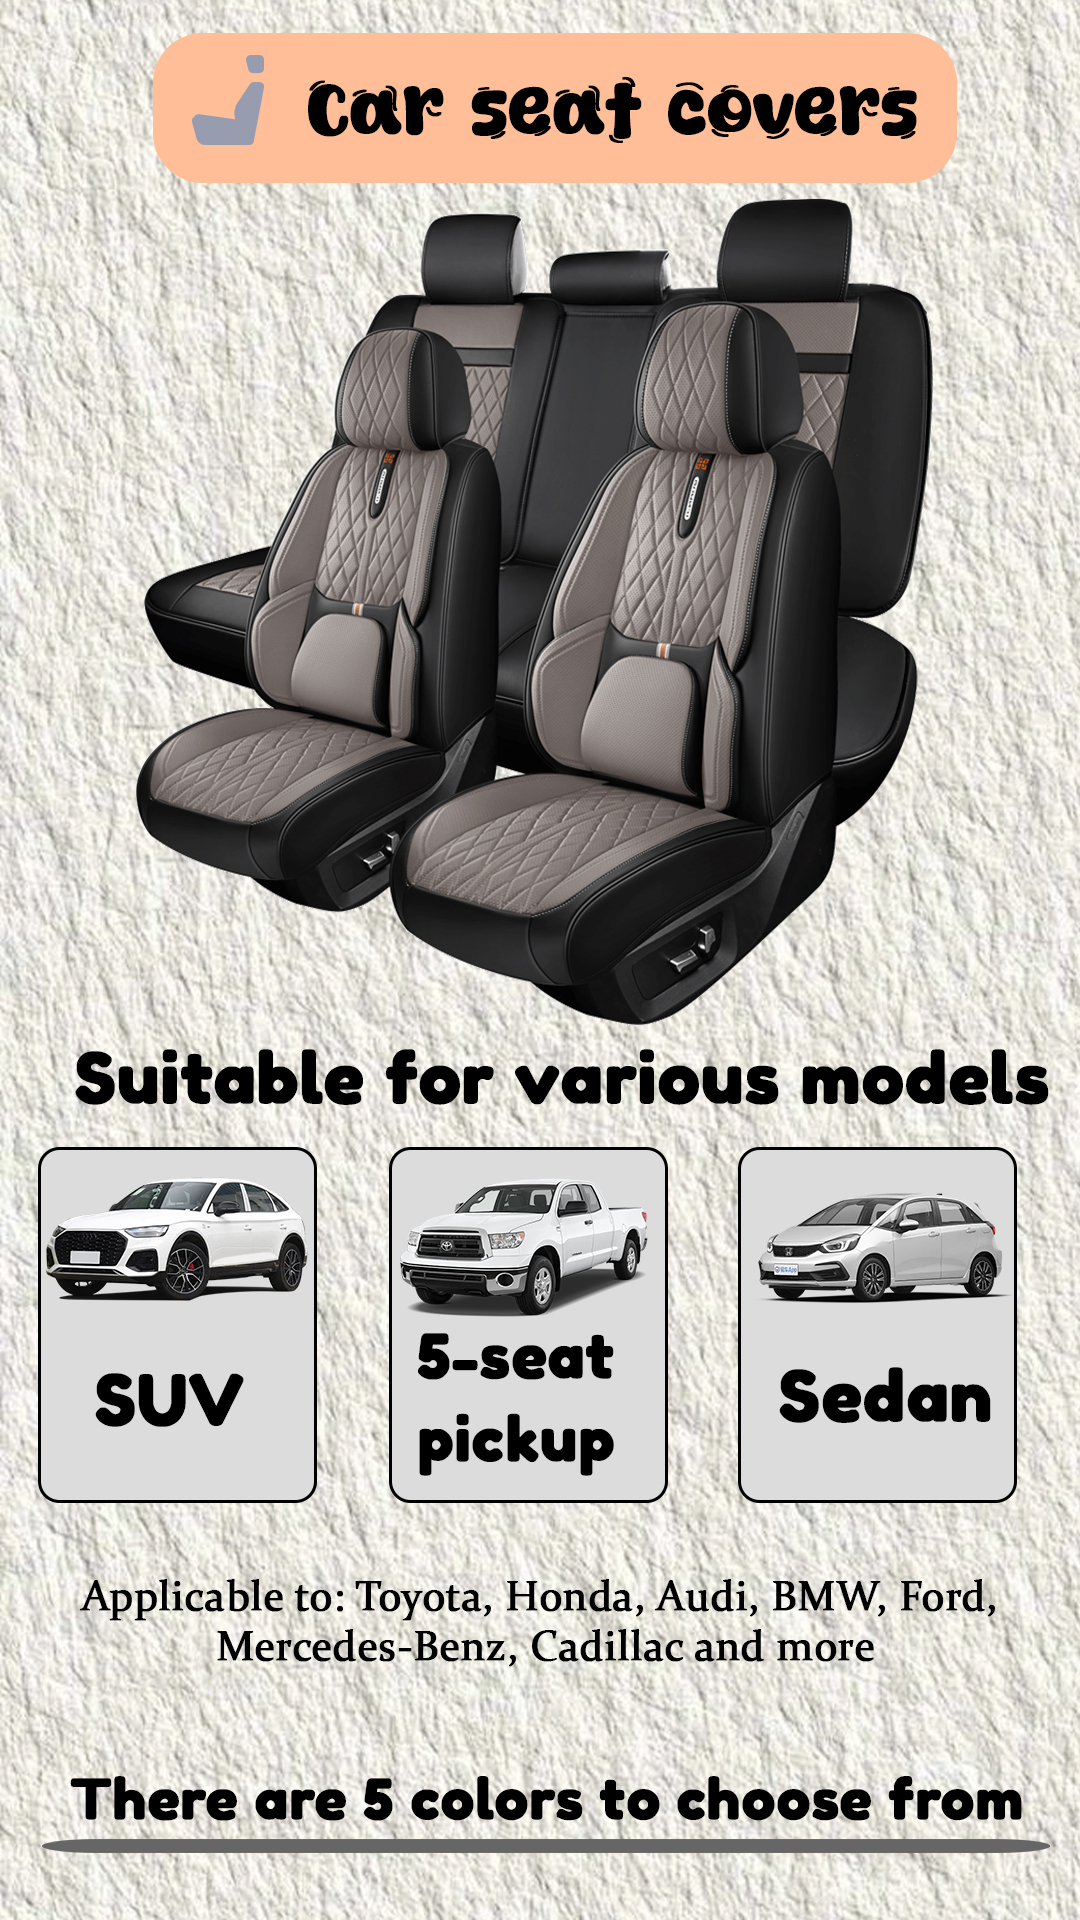 Car seat covers
Suitable for various models
SUV
5-seat
pickup
Sedan
Applicable to: Toyota, Honda, Audi, BMW, Ford,
Mercedes-Benz, Cadillac and more
There are 5 colors to choose from